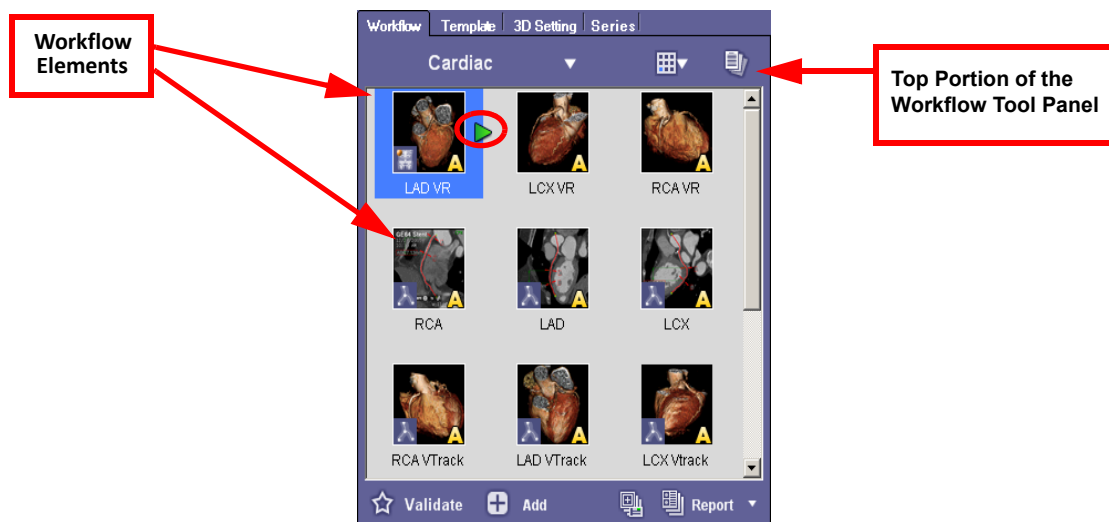 Workflow Template 3D Setting Series
Workflow
Elements
Cardiac
Top Portion of the
Workflow Tool Panel
A A A
LAD VR LCX VR RCA VR
A A A
RCA LAD LCX
A A A
RCA VTrack LAD VTrack LCX Vtrack
Validate Add Report